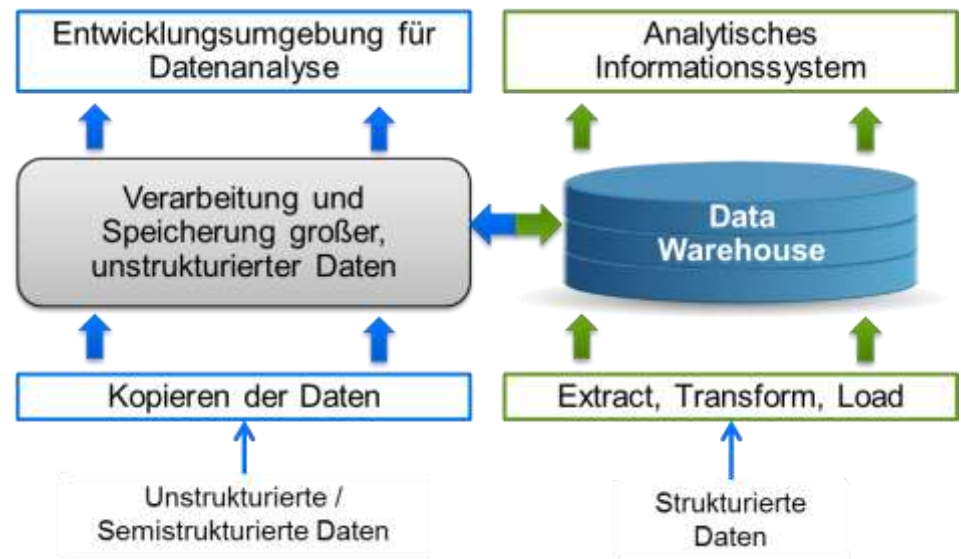 Entwicklungsumgebung für
Datenanalyse
Analytisches
Informationssystem
Verarbeitung und
Speicherung großer,
unstrukturierter Daten
Data
Warehouse
Kopieren der Daten
Extract, Transform, Load
Unstrukturierte /
Semistrukturierte Daten
Strukturierte
Daten